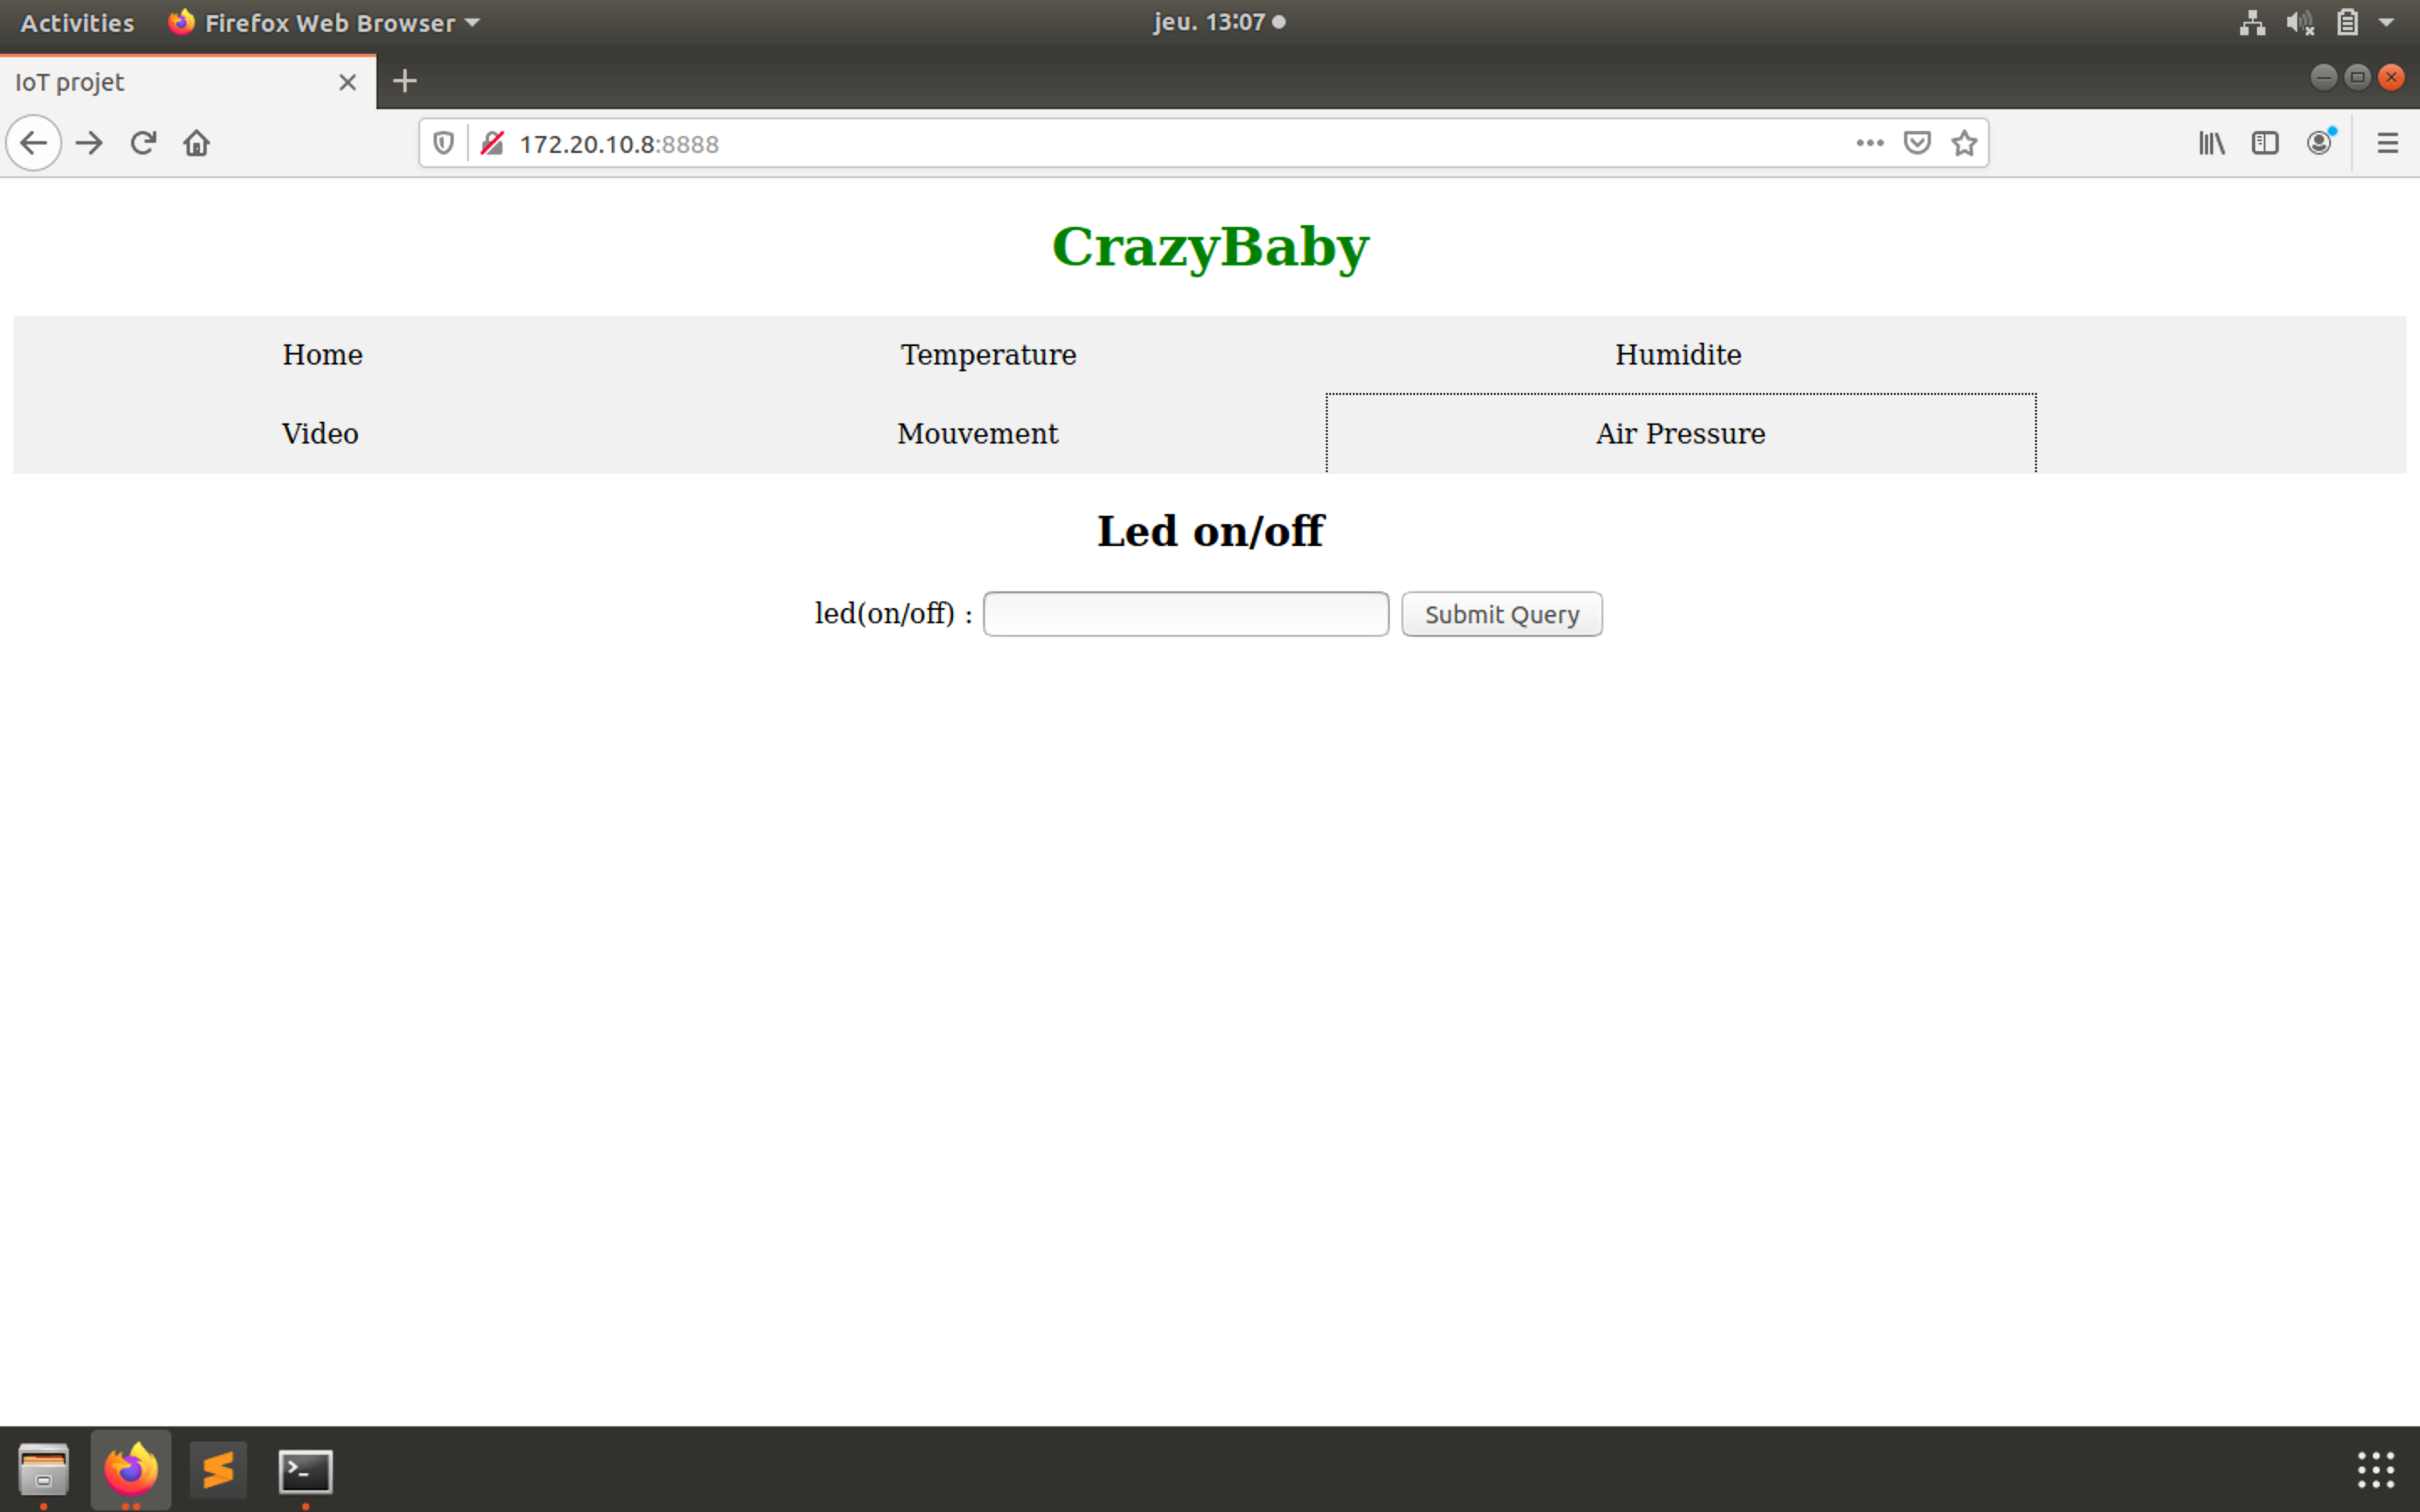 Activities Firefox Web Browser jeu. 13:07
IoT projet
172.20.10.8:8888
CrazyBaby
Home Temperature Humidite
Video Mouvement Air Pressure
Led on/off
led(on/off) : Submit Query